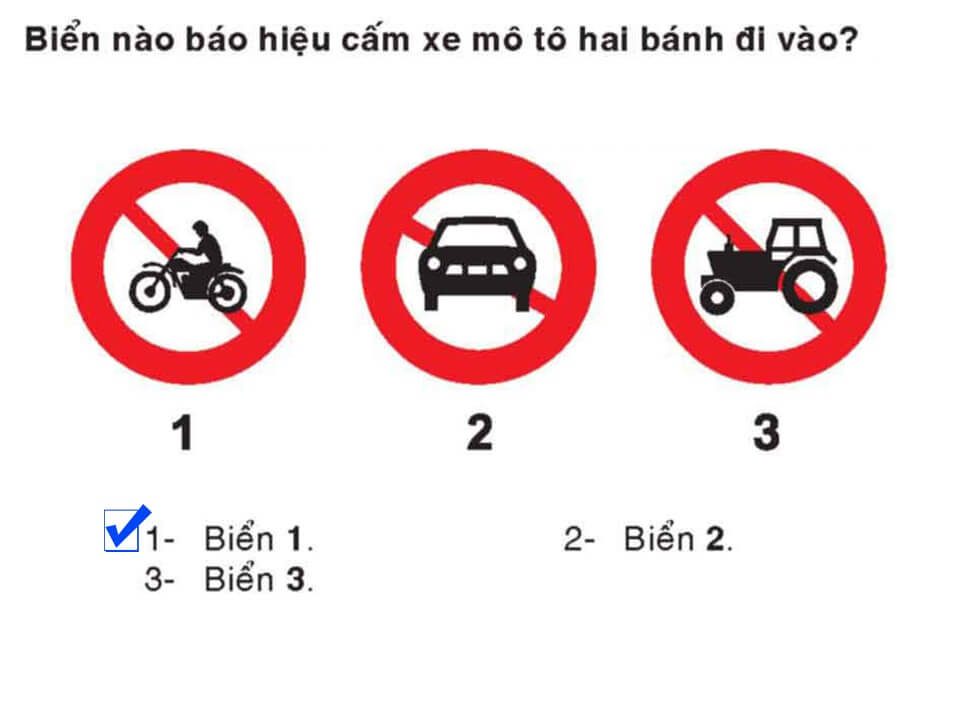 Biển nào báo hiệu cấm xe mô tô hai bánh đi vào?
1 2 3
1- Biển 1. 2- Biển 2.
3- Biển 3.